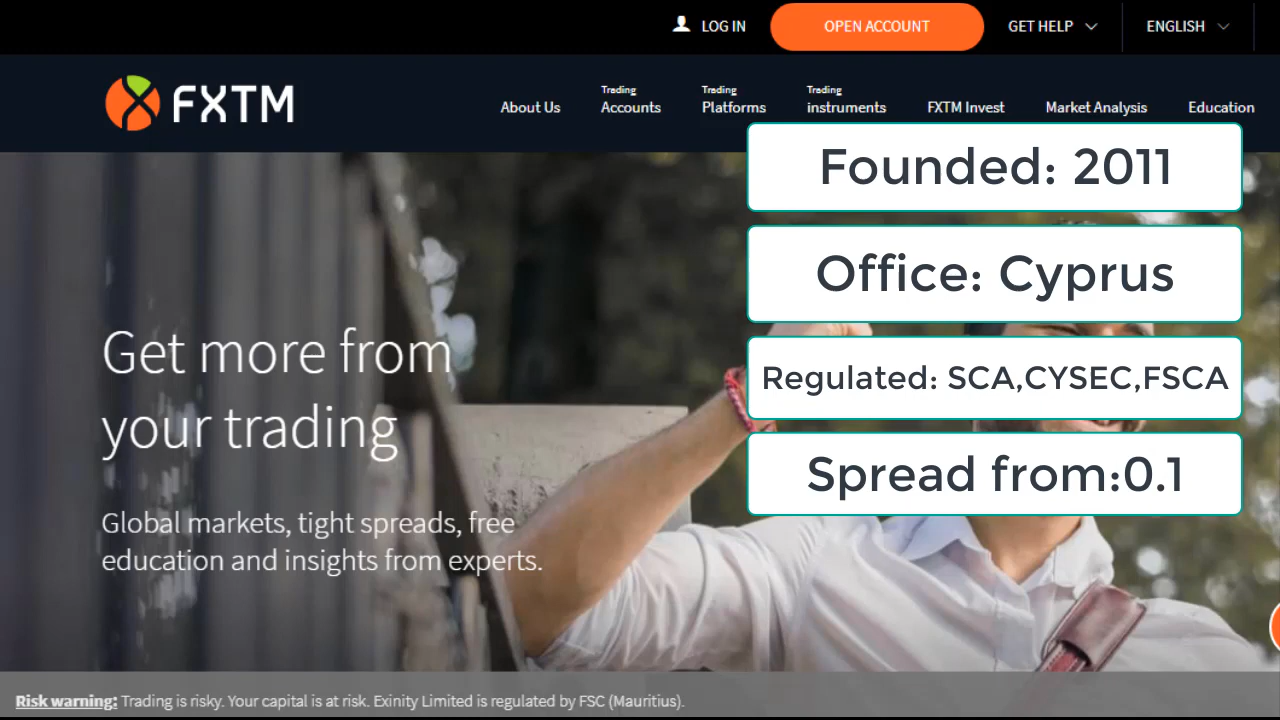 LOG IN
OPEN ACCOUNT
GET HELP
ENGLISH
FXTM
About Us
Trading
Accounts
Trading
Platforms
Trading
instruments
FXTM Invest
Market Analysis
Education
Founded: 2011
Office: Cyprus
Regulated: SCA,CYSEC,FSCA
Spread from:0.1
Get more from
your trading
Global markets, tight spreads, free
education and insights from experts.
Risk warning: Trading is risky. Your capital is at risk. Exinity Limited is regulated by FSC (Mauritius).